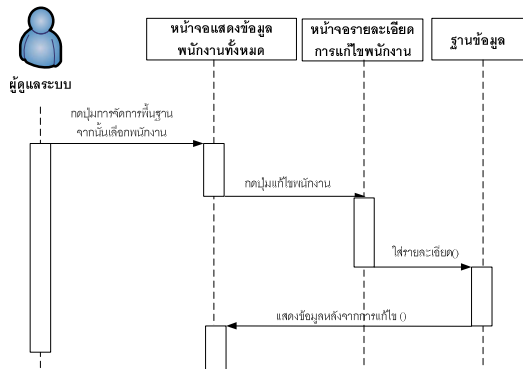 หน้าจอแสดงข้อมูล
พนักงานทั้งหมด
หน้าจอรายละเอียด
การแก้ไขพนักงาน
ฐานข้อมูล
ผู้ดูแลระบบ
กดปุ่มการจัดการพื้นฐาน
จากนั้นเลือกพนักงาน
กดปุ่มแก้ไขพนักงาน
ใส่รายละเอียด()
แสดงข้อมูลหลังจากการแก้ไข ()